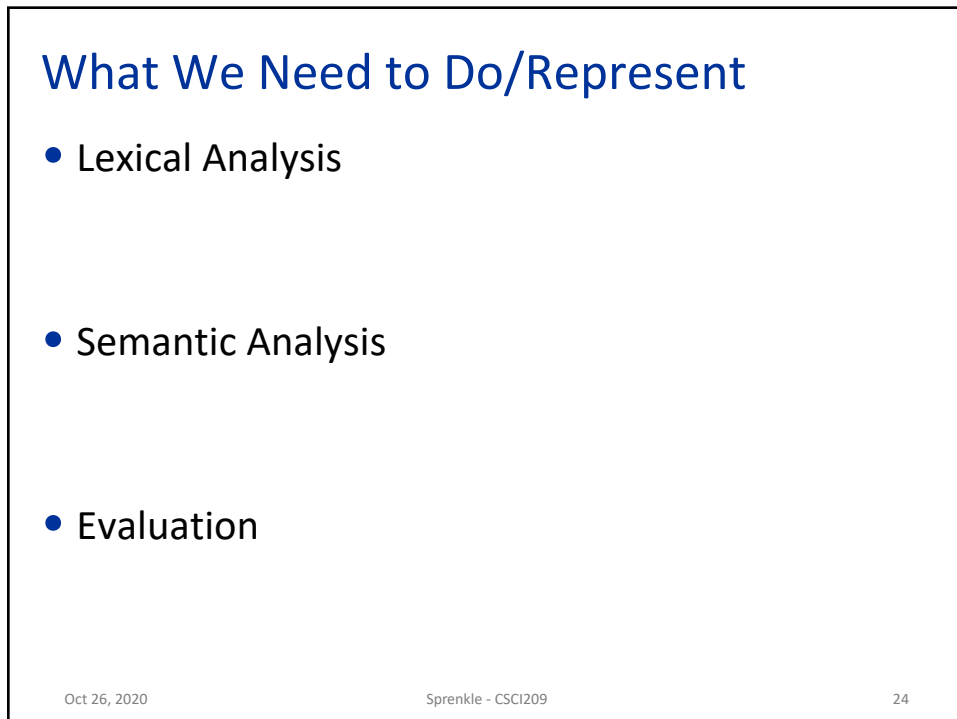 What We Need to Do/Represent
• Lexical Analysis
• Semantic Analysis
• Evaluation
Oct 26, 2020 Sprenkle - CSCI209 24